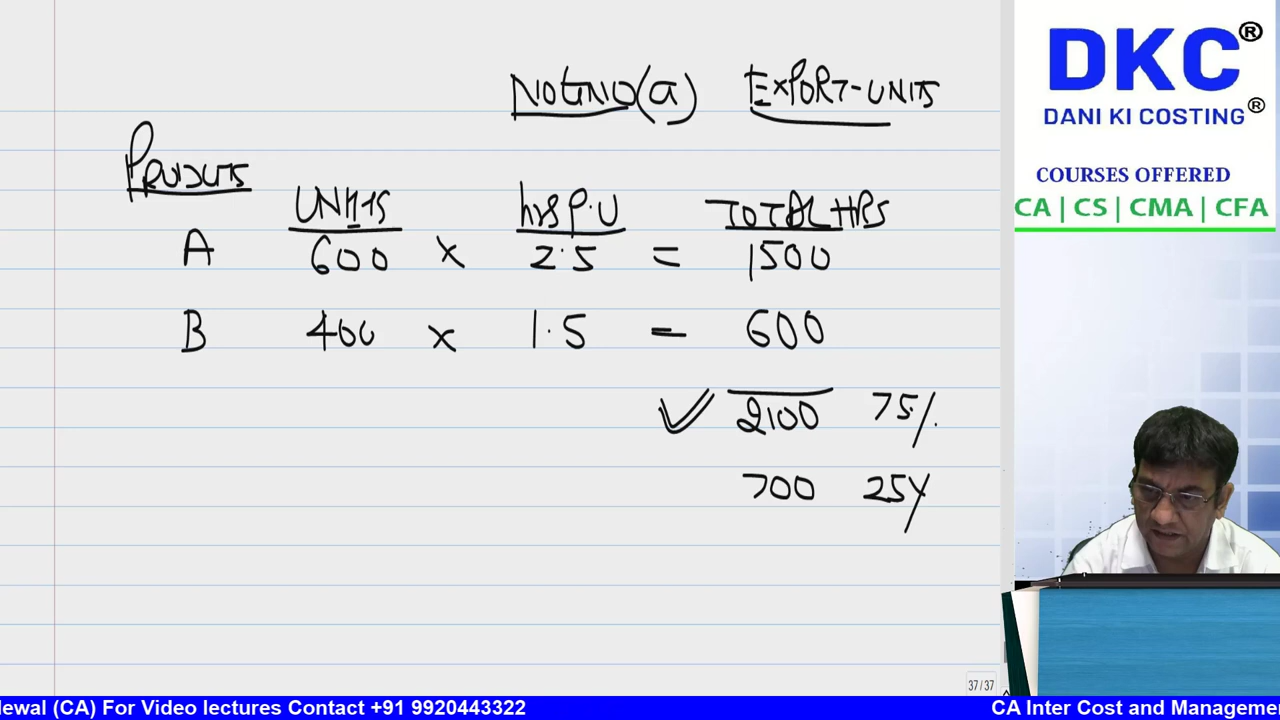 NOTE NO (a) EXPORT-UNITS
PRODUCTS
UNITS hrs P.U TOTAL HRS
A 600 x 2.5 = 1500
B 400 x 1.5 = 600
2100 75%
700 25%
37/37
DKC®
DANI KI COSTING®
COURSES OFFERED
CA | CS | CMA | CFA
lewal (CA) For Video lectures Contact +91 9920443322
CA Inter Cost and Manageme